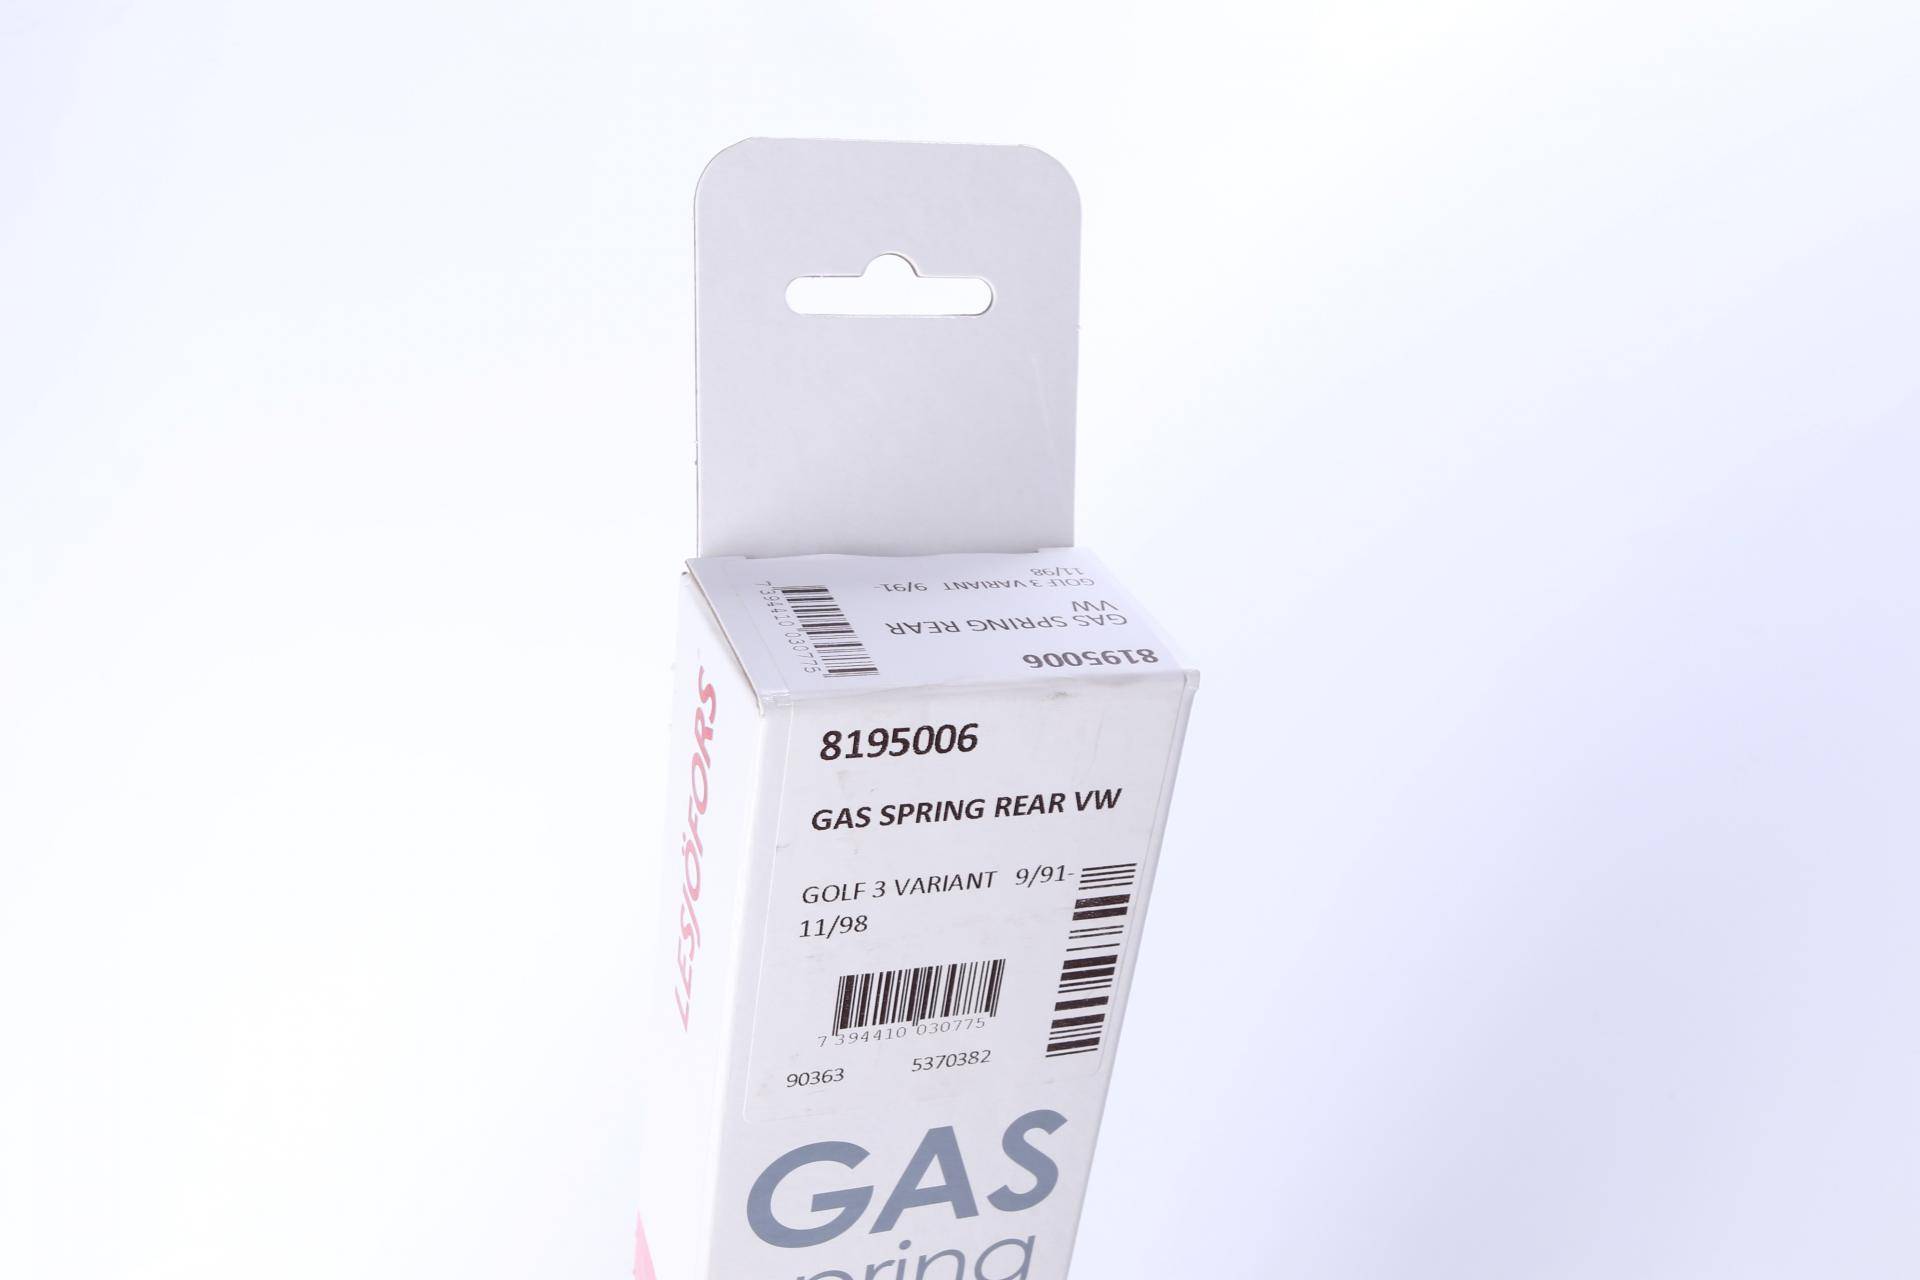 11/98
GOLF 3 VARIANT 9/91-
VW
GAS SPRING REAR
8195006
7 394410 030775
LESJÖFORS
8195006
GAS SPRING REAR VW
GOLF 3 VARIANT 9/91-
11/98
7 394410 030775
90363 5370382
GAS
pring